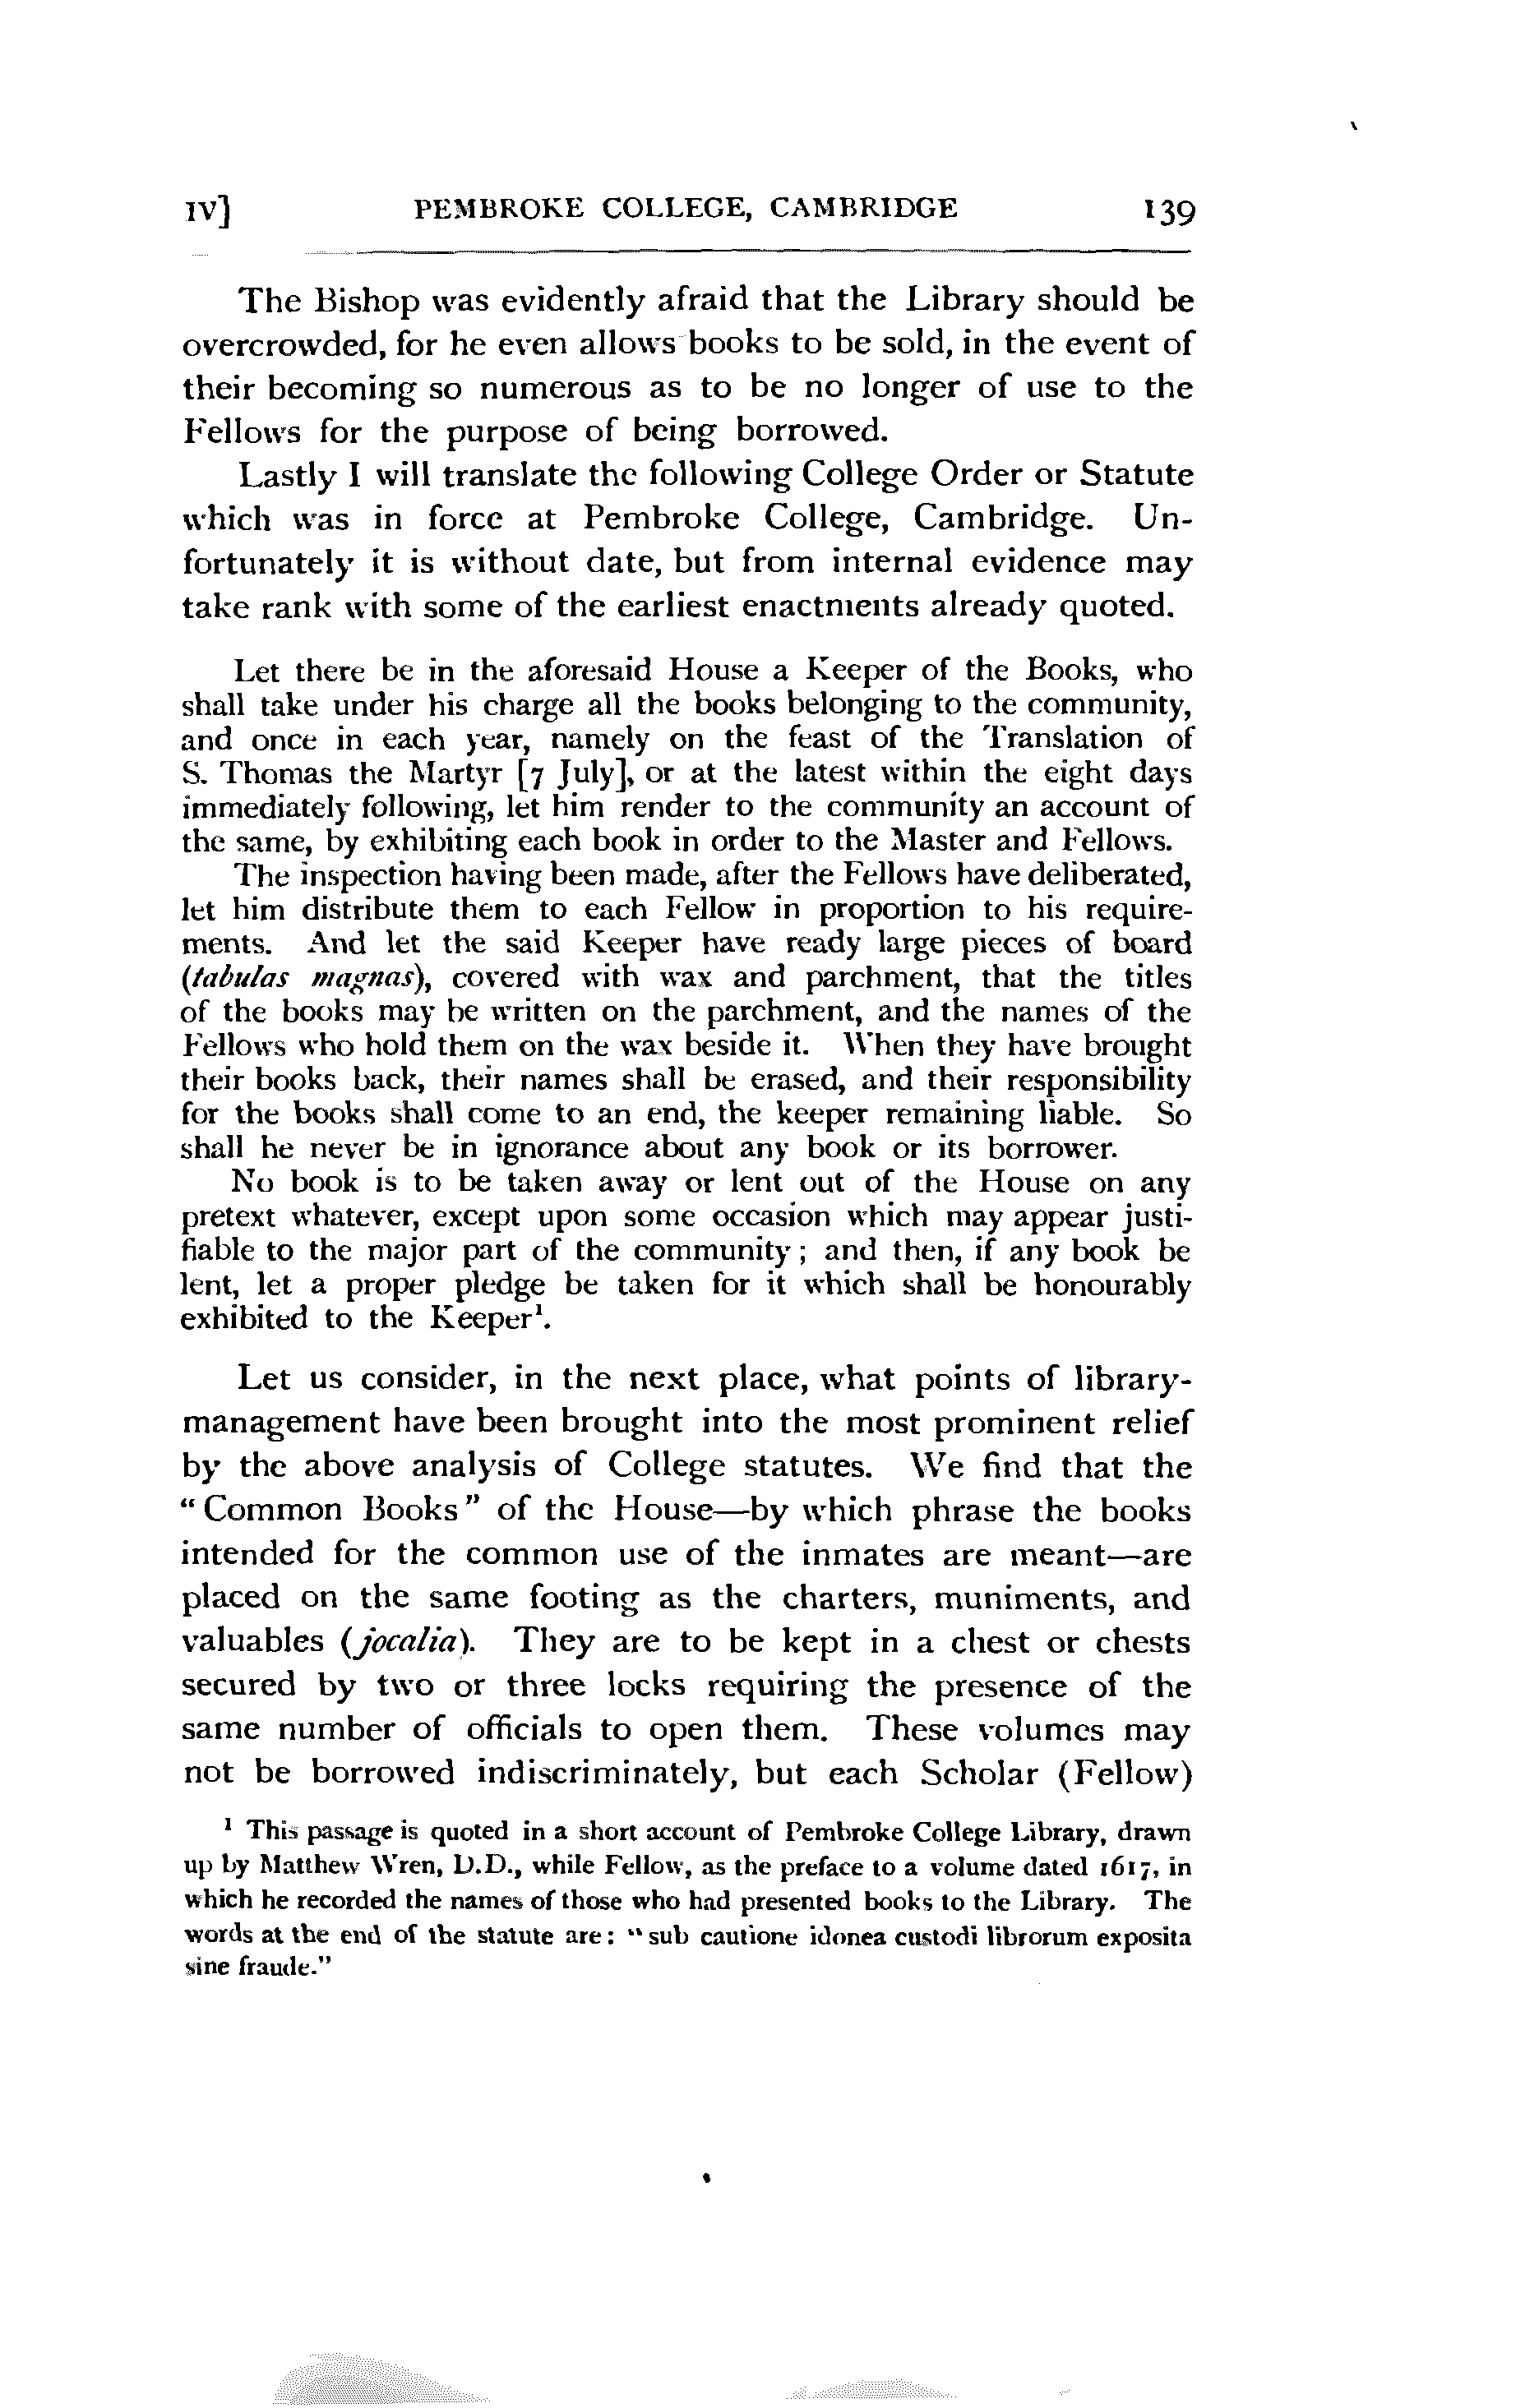 IV] PEMBROKE COLLEGE, CAMBRIDGE 139
The Bishop was evidently afraid that the Library should be
overcrowded, for he even allows books to be sold, in the event of
their becoming so numerous as to be no longer of use to the
Fellows for the purpose of being borrowed.
Lastly I will translate the following College Order or Statute
which was in force at Pembroke College, Cambridge. Un-
fortunately it is without date, but from internal evidence may
take rank with some of the earliest enactments already quoted.
Let there be in the aforesaid House a Keeper of the Books, who
shall take under his charge all the books belonging to the community,
and once in each year, namely on the feast of the Translation of
S. Thomas the Martyr [7 July], or at the latest within the eight days
immediately following, let him render to the community an account of
the same, by exhibiting each book in order to the Master and Fellows.
The inspection having been made, after the Fellows have deliberated,
let him distribute them to each Fellow in proportion to his require-
ments. And let the said Keeper have ready large pieces of board
(tabulas magnas), covered with wax and parchment, that the titles
of the books may be written on the parchment, and the names of the
Fellows who hold them on the wax beside it. When they have brought
their books back, their names shall be erased, and their responsibility
for the books shall come to an end, the keeper remaining liable. So
shall he never be in ignorance about any book or its borrower.
No book is to be taken away or lent out of the House on any
pretext whatever, except upon some occasion which may appear justi-
fiable to the major part of the community; and then, if any book be
lent, let a proper pledge be taken for it which shall be honourably
exhibited to the Keeper¹.
Let us consider, in the next place, what points of library-
management have been brought into the most prominent relief
by the above analysis of College statutes. We find that the
"Common Books" of the House—by which phrase the books
intended for the common use of the inmates are meant—are
placed on the same footing as the charters, muniments, and
valuables (jocalia). They are to be kept in a chest or chests
secured by two or three locks requiring the presence of the
same number of officials to open them. These volumes may
not be borrowed indiscriminately, but each Scholar (Fellow)
¹ This passage is quoted in a short account of Pembroke College Library, drawn
up by Matthew Wren, D.D., while Fellow, as the preface to a volume dated 1617, in
which he recorded the names of those who had presented books to the Library. The
words at the end of the statute are: "sub cautione idonea custodi librorum exposita
sine fraude."